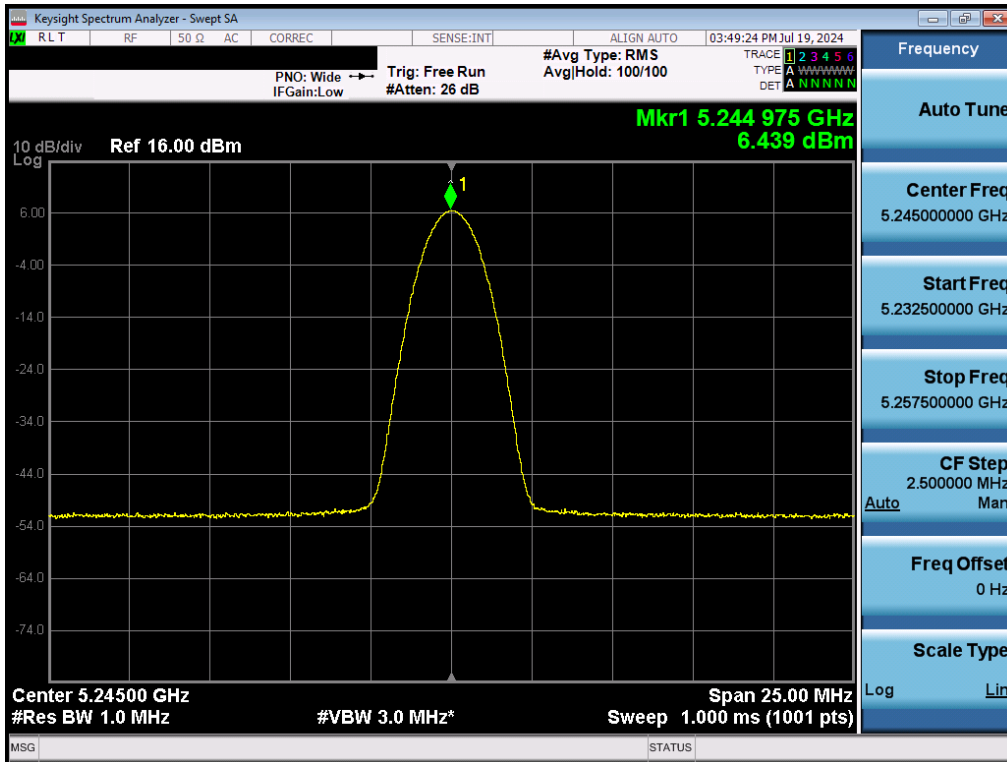 Keysight Spectrum Analyzer - Swept SA
LXI RLT RF 50 Ω AC CORREC SENSE:INT ALIGN AUTO 03:49:24 PM Jul 19, 2024
PNO: Wide
IFGain:Low
Trig: Free Run
#Atten: 26 dB
#Avg Type: RMS
Avg|Hold: 100/100
TRACE 1 2 3 4 5 6
TYPE A WWWWW
DET A N N N N N
Mkr1 5.244 975 GHz
6.439 dBm
10 dB/div Ref 16.00 dBm
Log
1
6.00
-4.00
-14.0
-24.0
-34.0
-44.0
-54.0
-64.0
-74.0
Center 5.24500 GHz Span 25.00 MHz
#Res BW 1.0 MHz #VBW 3.0 MHz* Sweep 1.000 ms (1001 pts)
MSG STATUS
Frequency
Auto Tune
Center Freq
5.245000000 GHz
Start Freq
5.232500000 GHz
Stop Freq
5.257500000 GHz
CF Step
2.500000 MHz
Auto Man
Freq Offset
0 Hz
Scale Type
Log Lin